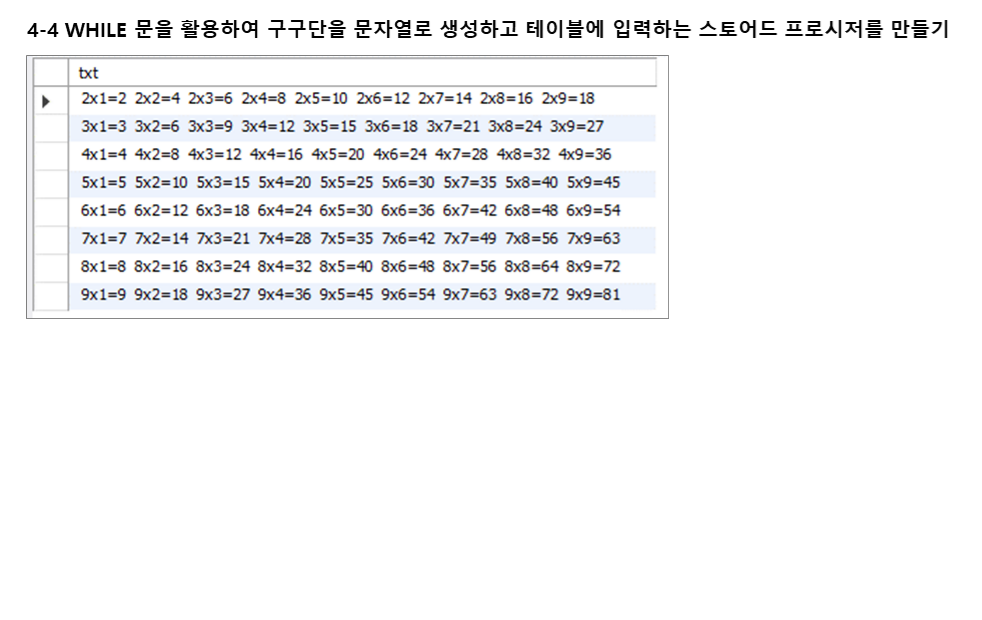 4-4 WHILE 문을 활용하여 구구단을 문자열로 생성하고 테이블에 입력하는 스토어드 프로시저를 만들기
txt
2x1=2 2x2=4 2x3=6 2x4=8 2x5=10 2x6=12 2x7=14 2x8=16 2x9=18
3x1=3 3x2=6 3x3=9 3x4=12 3x5=15 3x6=18 3x7=21 3x8=24 3x9=27
4x1=4 4x2=8 4x3=12 4x4=16 4x5=20 4x6=24 4x7=28 4x8=32 4x9=36
5x1=5 5x2=10 5x3=15 5x4=20 5x5=25 5x6=30 5x7=35 5x8=40 5x9=45
6x1=6 6x2=12 6x3=18 6x4=24 6x5=30 6x6=36 6x7=42 6x8=48 6x9=54
7x1=7 7x2=14 7x3=21 7x4=28 7x5=35 7x6=42 7x7=49 7x8=56 7x9=63
8x1=8 8x2=16 8x3=24 8x4=32 8x5=40 8x6=48 8x7=56 8x8=64 8x9=72
9x1=9 9x2=18 9x3=27 9x4=36 9x5=45 9x6=54 9x7=63 9x8=72 9x9=81